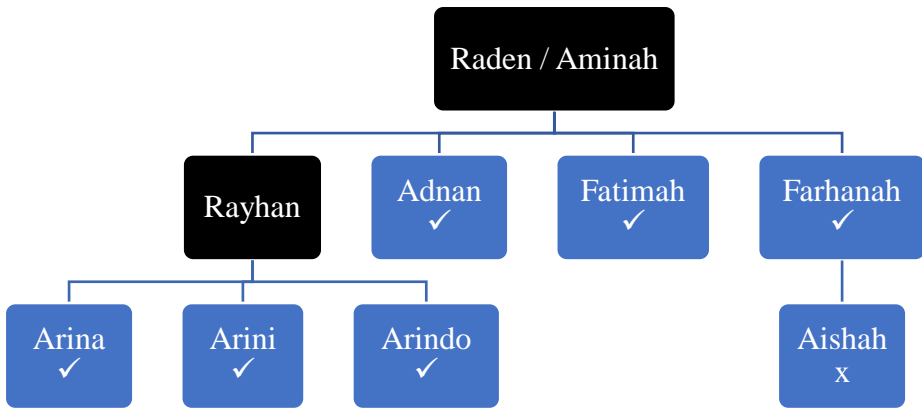 Raden / Aminah
Rayhan
Adnan
✓
Fatimah
✓
Farhanah
✓
Arina
✓
Arini
✓
Arindo
✓
Aishah
x